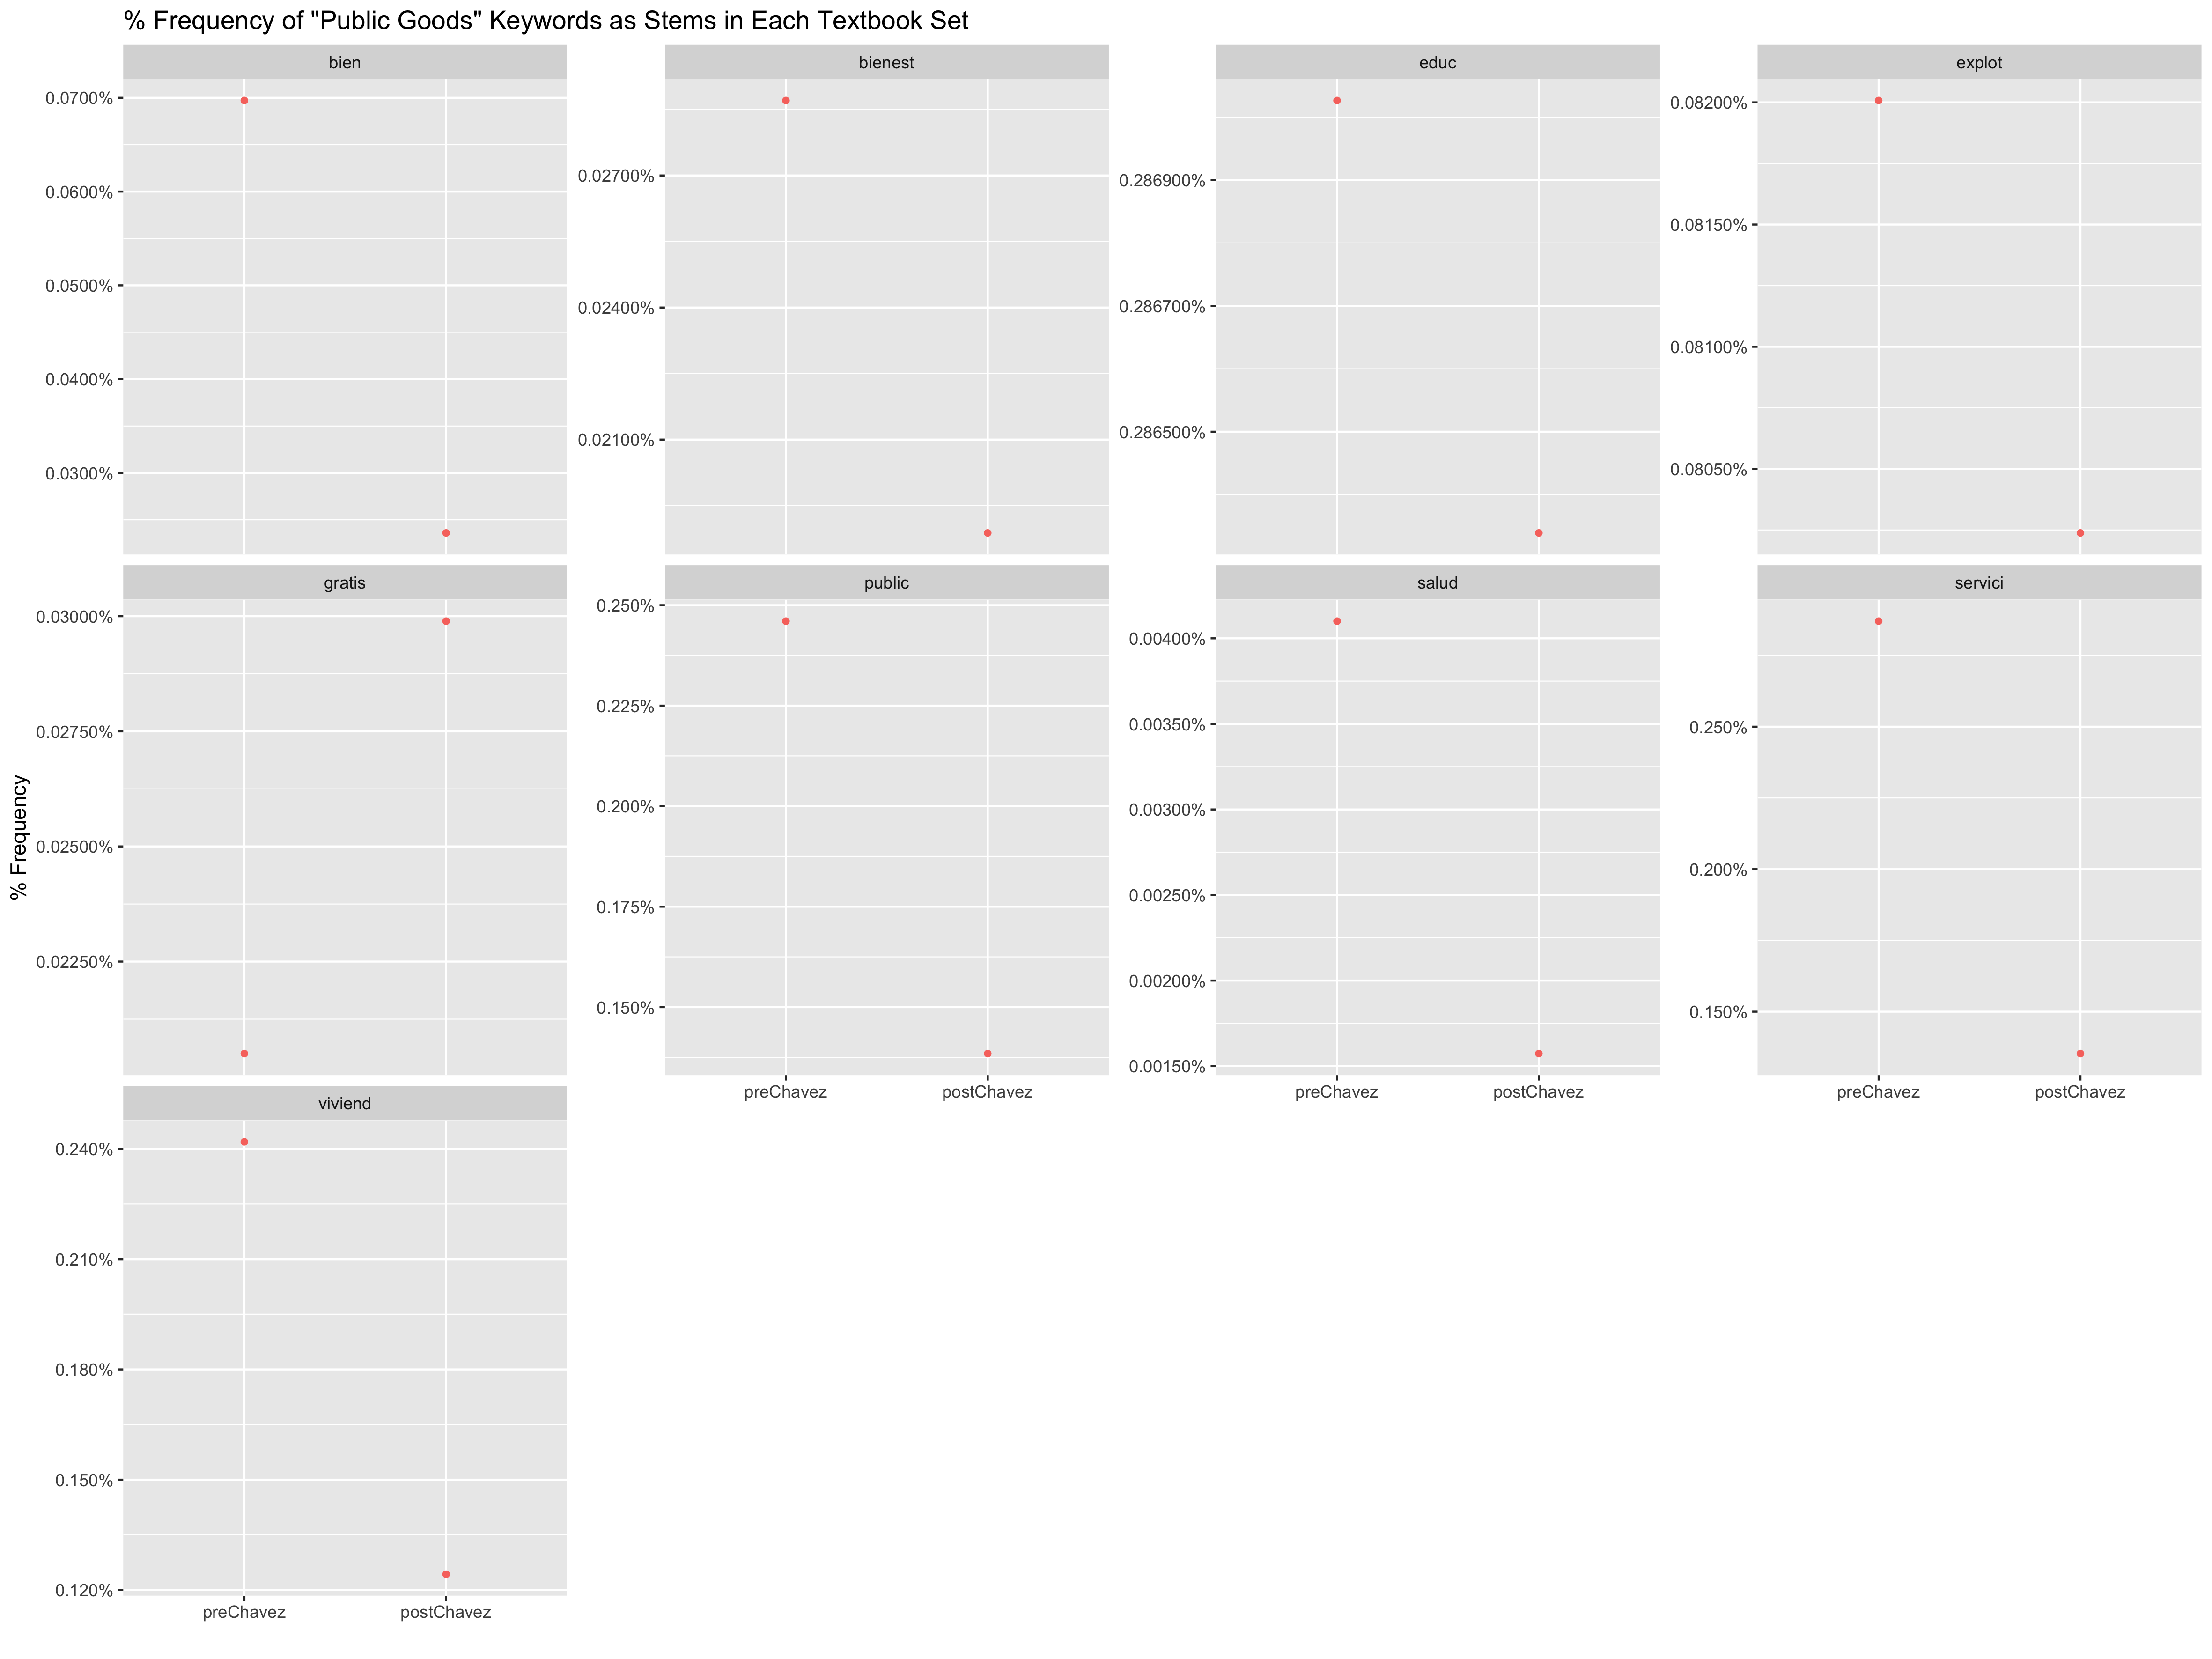 % Frequency of "Public Goods" Keywords as Stems in Each Textbook Set
% Frequency
bien
0.0700%
0.0600%
0.0500%
0.0400%
0.0300%
bienest
0.02700%
0.02400%
0.02100%
educ
0.286900%
0.286700%
0.286500%
explot
0.08200%
0.08150%
0.08100%
0.08050%
gratis
0.03000%
0.02750%
0.02500%
0.02250%
public
0.250%
0.225%
0.200%
0.175%
0.150%
preChavez postChavez
salud
0.00400%
0.00350%
0.00300%
0.00250%
0.00200%
0.00150%
preChavez postChavez
servici
0.250%
0.200%
0.150%
preChavez postChavez
viviend
0.240%
0.210%
0.180%
0.150%
0.120%
preChavez postChavez